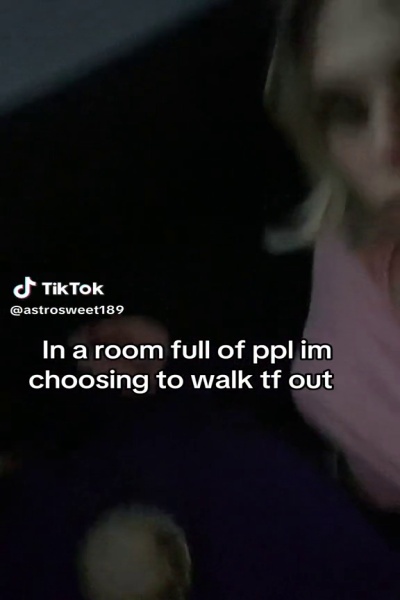 TikTok
@astrosweet189
In a room full of ppl im
choosing to walk tf out